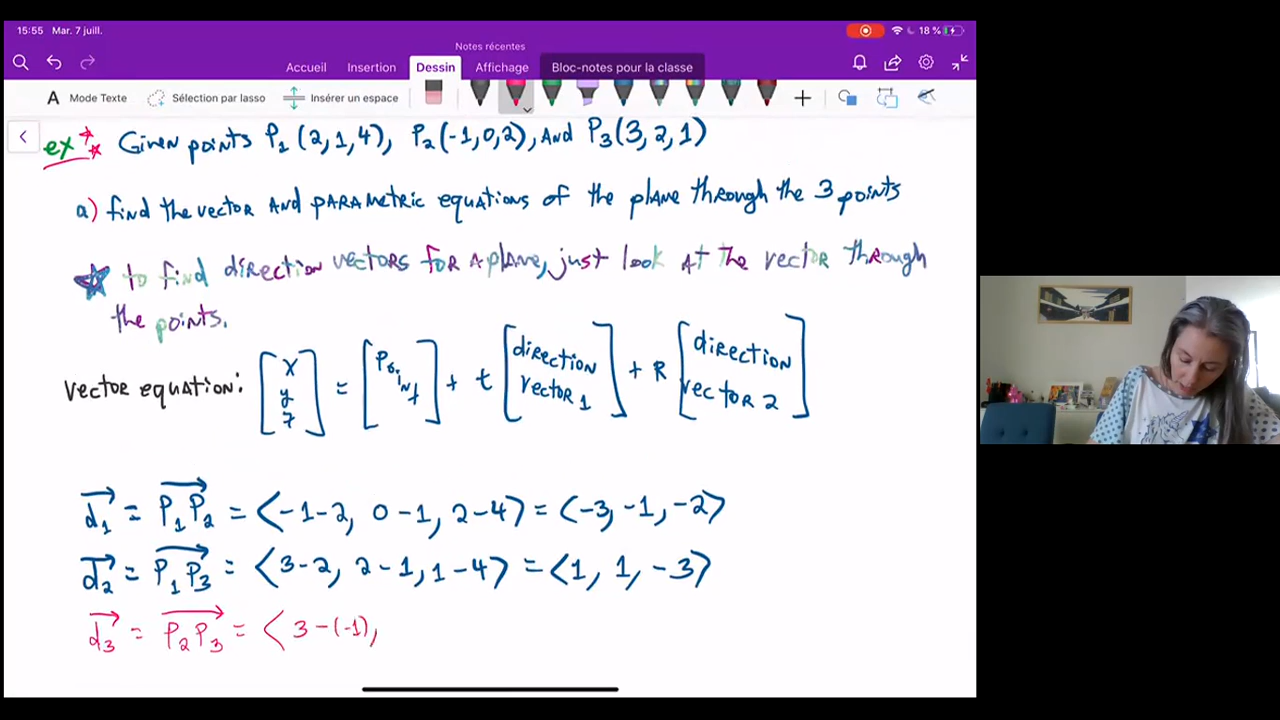 15:55 Mar. 7 juill.
18 %
Notes récentes
Accueil Insertion Dessin Affichage Bloc-notes pour la classe
A Mode Texte Sélection par lasso Insérer un espace
ex Given points P₁ (2,1,4), P₂(-1,0,2), And P₃(3, 2, 1)
a) find the vector AND PARAMETRIC equations of the plane through the 3 points
to find direction vectors for a plane, just look At The vector through
the points.
vector equation: [x y z] = [Point] + t [direction vector 1] + R [direction vector 2]
d₁ = P₁P₂ = ⟨-1-2, 0-1, 2-4⟩ = ⟨-3, -1, -2⟩
d₂ = P₁P₃ = ⟨3-2, 2-1, 1-4⟩ = ⟨1, 1, -3⟩
d₃ = P₂P₃ = ⟨3-(-1),